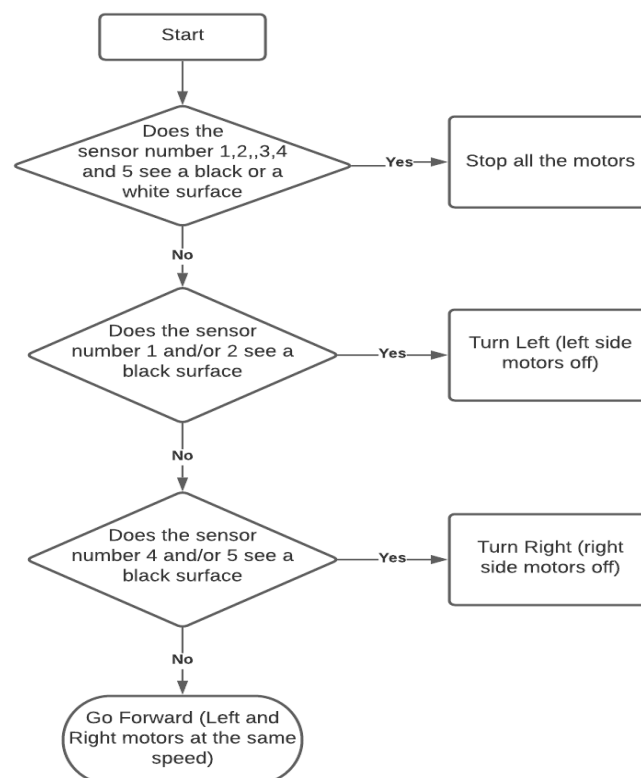 Start
Does the
sensor number 1,2,,3,4
and 5 see a black or a
white surface
Yes
Stop all the motors
No
Does the sensor
number 1 and/or 2 see a
black surface
Yes
Turn Left (left side
motors off)
No
Does the sensor
number 4 and/or 5 see a
black surface
Yes
Turn Right (right
side motors off)
No
Go Forward (Left and
Right motors at the same
speed)